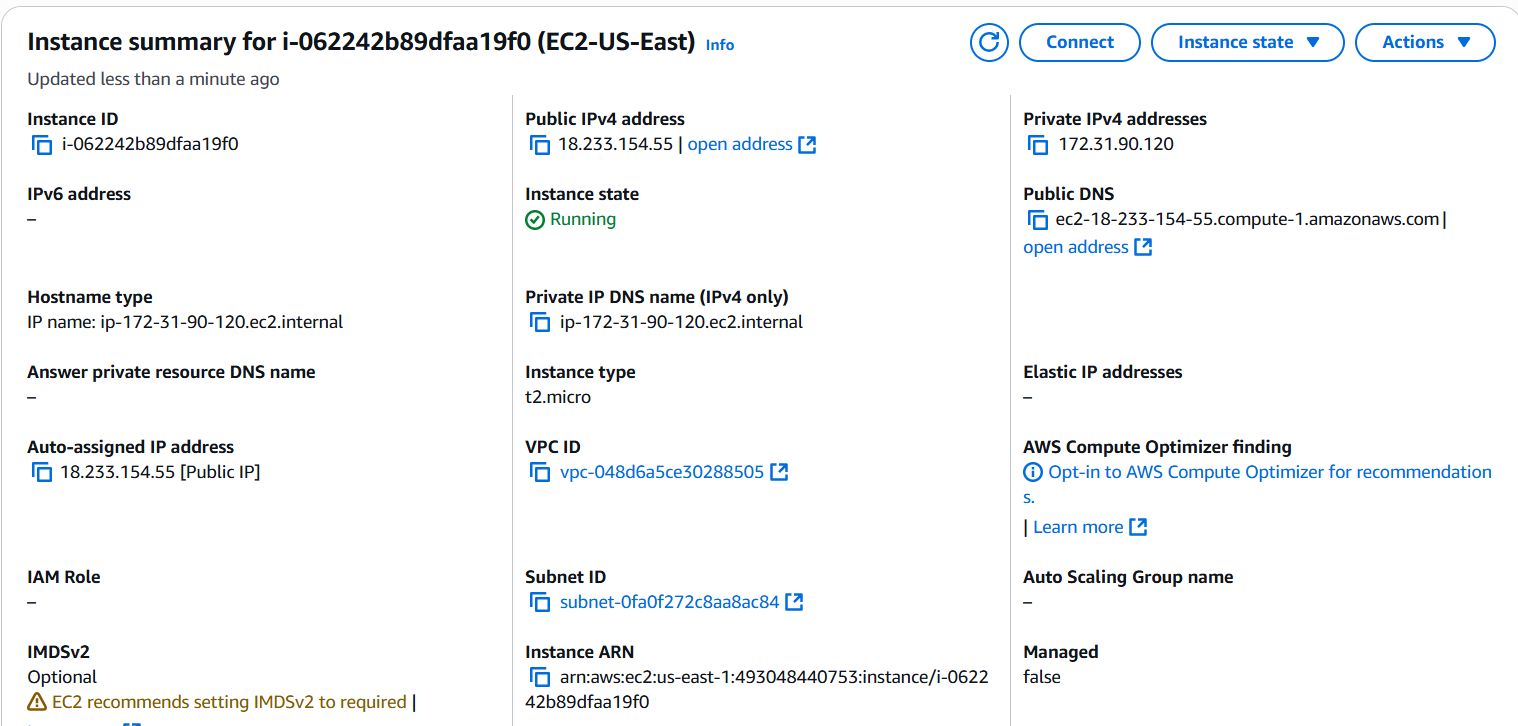 Instance summary for i-062242b89dfaa19f0 (EC2-US-East) Info
Connect
Instance state
Actions
Updated less than a minute ago
Instance ID
i-062242b89dfaa19f0
Public IPv4 address
18.233.154.55 | open address
Private IPv4 addresses
172.31.90.120
IPv6 address
–
Instance state
Running
Public DNS
ec2-18-233-154-55.compute-1.amazonaws.com |
open address
Hostname type
IP name: ip-172-31-90-120.ec2.internal
Private IP DNS name (IPv4 only)
ip-172-31-90-120.ec2.internal
Answer private resource DNS name
–
Instance type
t2.micro
Elastic IP addresses
–
Auto-assigned IP address
18.233.154.55 [Public IP]
VPC ID
vpc-048d6a5ce30288505
AWS Compute Optimizer finding
Opt-in to AWS Compute Optimizer for recommendation
s.
| Learn more
IAM Role
–
Subnet ID
subnet-0fa0f272c8aa8ac84
Auto Scaling Group name
–
IMDSv2
Optional
EC2 recommends setting IMDSv2 to required |
Instance ARN
arn:aws:ec2:us-east-1:493048440753:instance/i-0622
42b89dfaa19f0
Managed
false